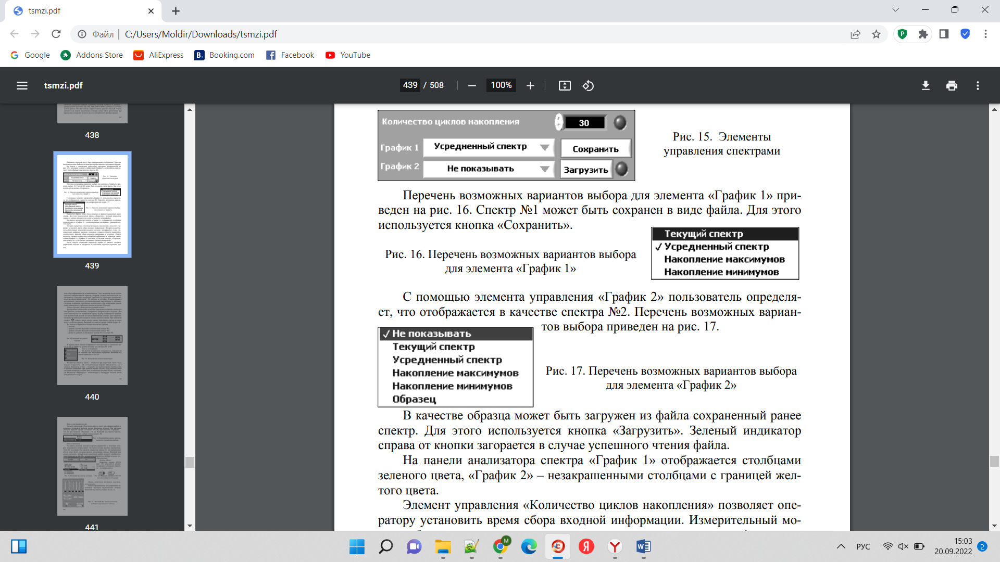 tsmzi.pdf
Файл
C:/Users/Moldir/Downloads/tsmzi.pdf
Google
Addons Store
AliExpress
Booking.com
Facebook
YouTube
tsmzi.pdf
439 / 508
100%
438
439
440
441
Количество циклов накопления
30
График 1
Усредненный спектр
Сохранить
График 2
Не показывать
Загрузить
Рис. 15. Элементы
управления спектрами
Перечень возможных вариантов выбора для элемента «График 1» при-
веден на рис. 16. Спектр №1 может быть сохранен в виде файла. Для этого
используется кнопка «Сохранить».
Рис. 16. Перечень возможных вариантов выбора
для элемента «График 1»
Текущий спектр
✓ Усредненный спектр
Накопление максимумов
Накопление минимумов
С помощью элемента управления «График 2» пользователь определя-
ет, что отображается в качестве спектра №2. Перечень возможных вариан-
тов выбора приведен на рис. 17.
✓ Не показывать
Текущий спектр
Усредненный спектр
Накопление максимумов
Накопление минимумов
Образец
Рис. 17. Перечень возможных вариантов выбора
для элемента «График 2»
В качестве образца может быть загружен из файла сохраненный ранее
спектр. Для этого используется кнопка «Загрузить». Зеленый индикатор
справа от кнопки загорается в случае успешного чтения файла.
На панели анализатора спектра «График 1» отображается столбцами
зеленого цвета, «График 2» – незакрашенными столбцами с границей жел-
того цвета.
Элемент управления «Количество циклов накопления» позволяет опе-
ратору установить время сбора входной информации. Измерительный мо-
РУС
15:03
20.09.2022
2